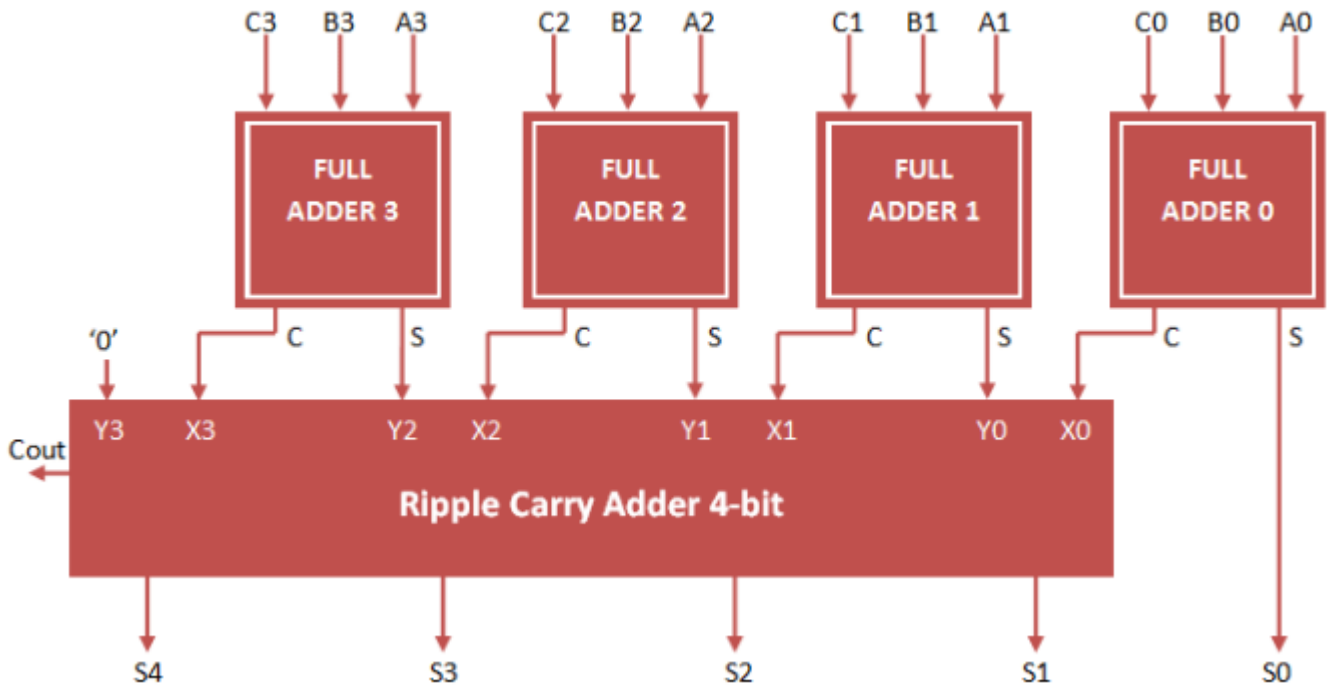 C3 B3 A3 C2 B2 A2 C1 B1 A1 C0 B0 A0
FULL FULL FULL FULL
ADDER 3 ADDER 2 ADDER 1 ADDER 0
‘0’ C S C S C S C S
Y3 X3 Y2 X2 Y1 X1 Y0 X0
Cout
Ripple Carry Adder 4-bit
S4 S3 S2 S1 S0